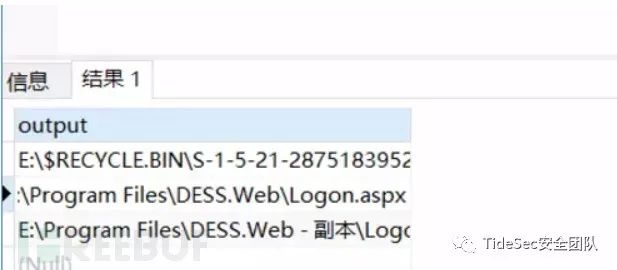 信息 结果 1
output
E:\$RECYCLE.BIN\S-1-5-21-2875183952
:\Program Files\DESS.Web\Logon.aspx
E:\Program Files\DESS.Web - 副本\Logo
(Null)
REEBUF
TideSec安全团队